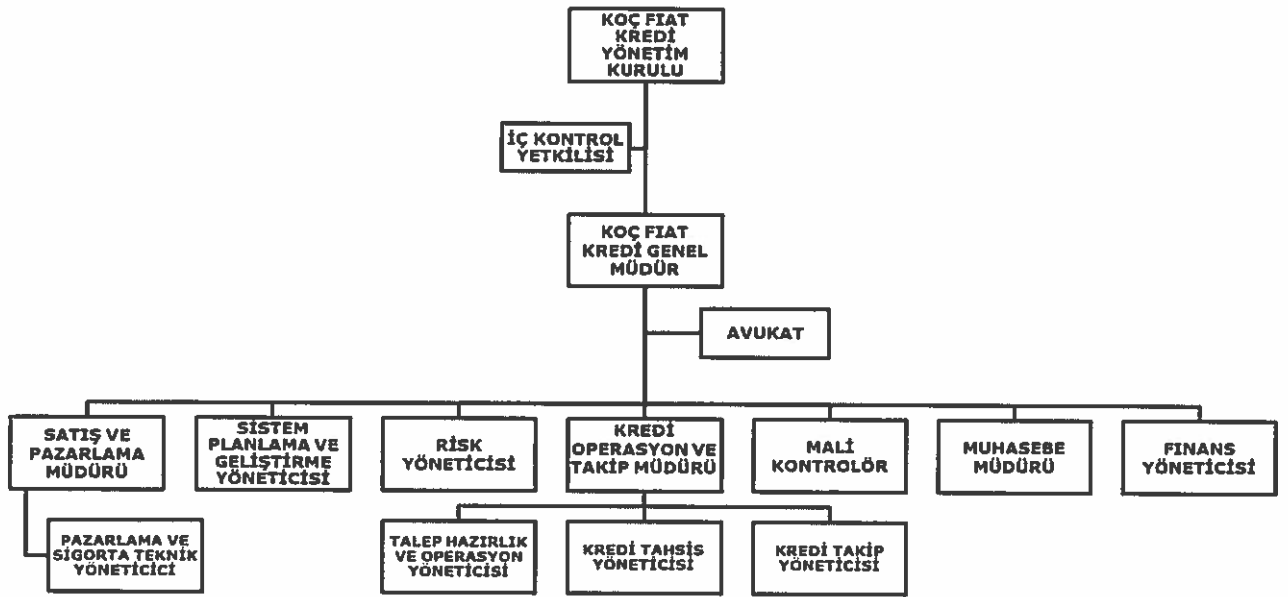 KOÇ FIAT
KREDİ
YÖNETİM
KURULU
İÇ KONTROL
YETKİLİSİ
KOÇ FIAT
KREDİ GENEL
MÜDÜR
AVUKAT
SATIŞ VE
PAZARLAMA
MÜDÜRÜ
SİSTEM
PLANLAMA VE
GELİŞTİRME
YÖNETİCİSİ
RİSK
YÖNETİCİSİ
KREDİ
OPERASYON VE
TAKİP MÜDÜRÜ
MALİ
KONTROLÖR
MUHASEBE
MÜDÜRÜ
FINANS
YÖNETİCİSİ
PAZARLAMA VE
SİGORTA TEKNİK
YÖNETİCİCİ
TALEP HAZIRLIK
VE OPERASYON
YÖNETİCİSİ
KREDİ TAHSİS
YÖNETİCİSİ
KREDİ TAKİP
YÖNETİCİSİ